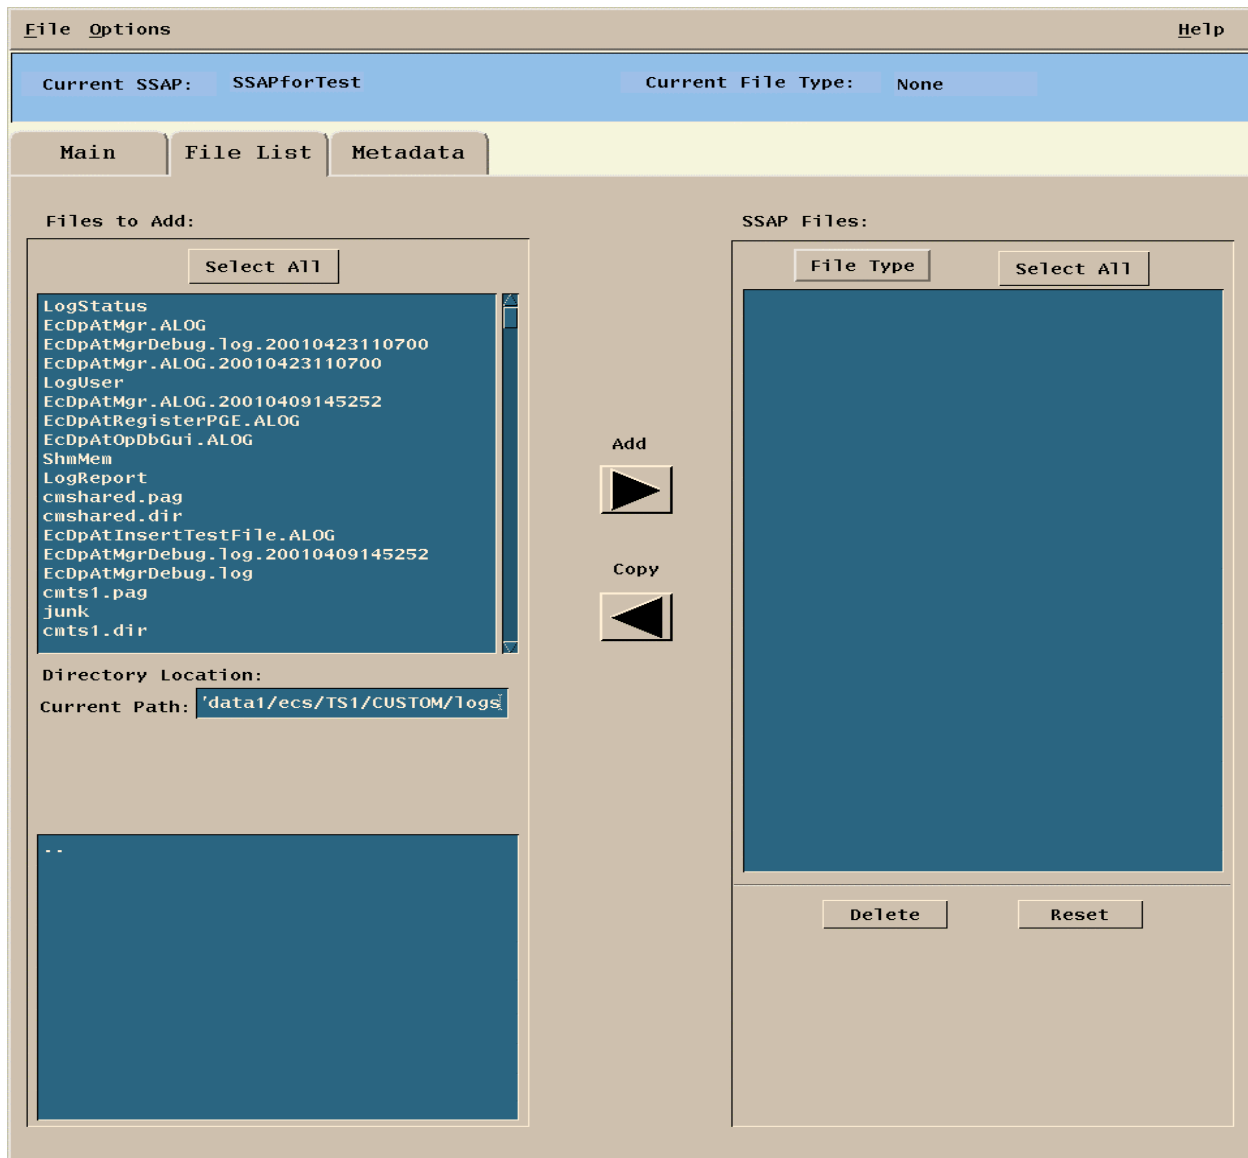 File Options Help
Current SSAP: SSAPforTest Current File Type: None
Main File List Metadata
Files to Add:
SSAP Files:
Select All
File Type Select All
LogStatus
EcDpAtMgr.ALOG
EcDpAtMgrDebug.log.20010423110700
EcDpAtMgr.ALOG.20010423110700
LogUser
EcDpAtMgr.ALOG.20010409145252
EcDpAtRegisterPGE.ALOG
EcDpAtOpDbGui.ALOG
ShmMem
LogReport
cmshared.pag
cmshared.dir
EcDpAtInsertTestFile.ALOG
EcDpAtMgrDebug.log.20010409145252
EcDpAtMgrDebug.log
cmts1.pag
junk
cmts1.dir
Add
Copy
Directory Location:
Current Path: 'data1/ecs/TS1/CUSTOM/logs
..
Delete Reset